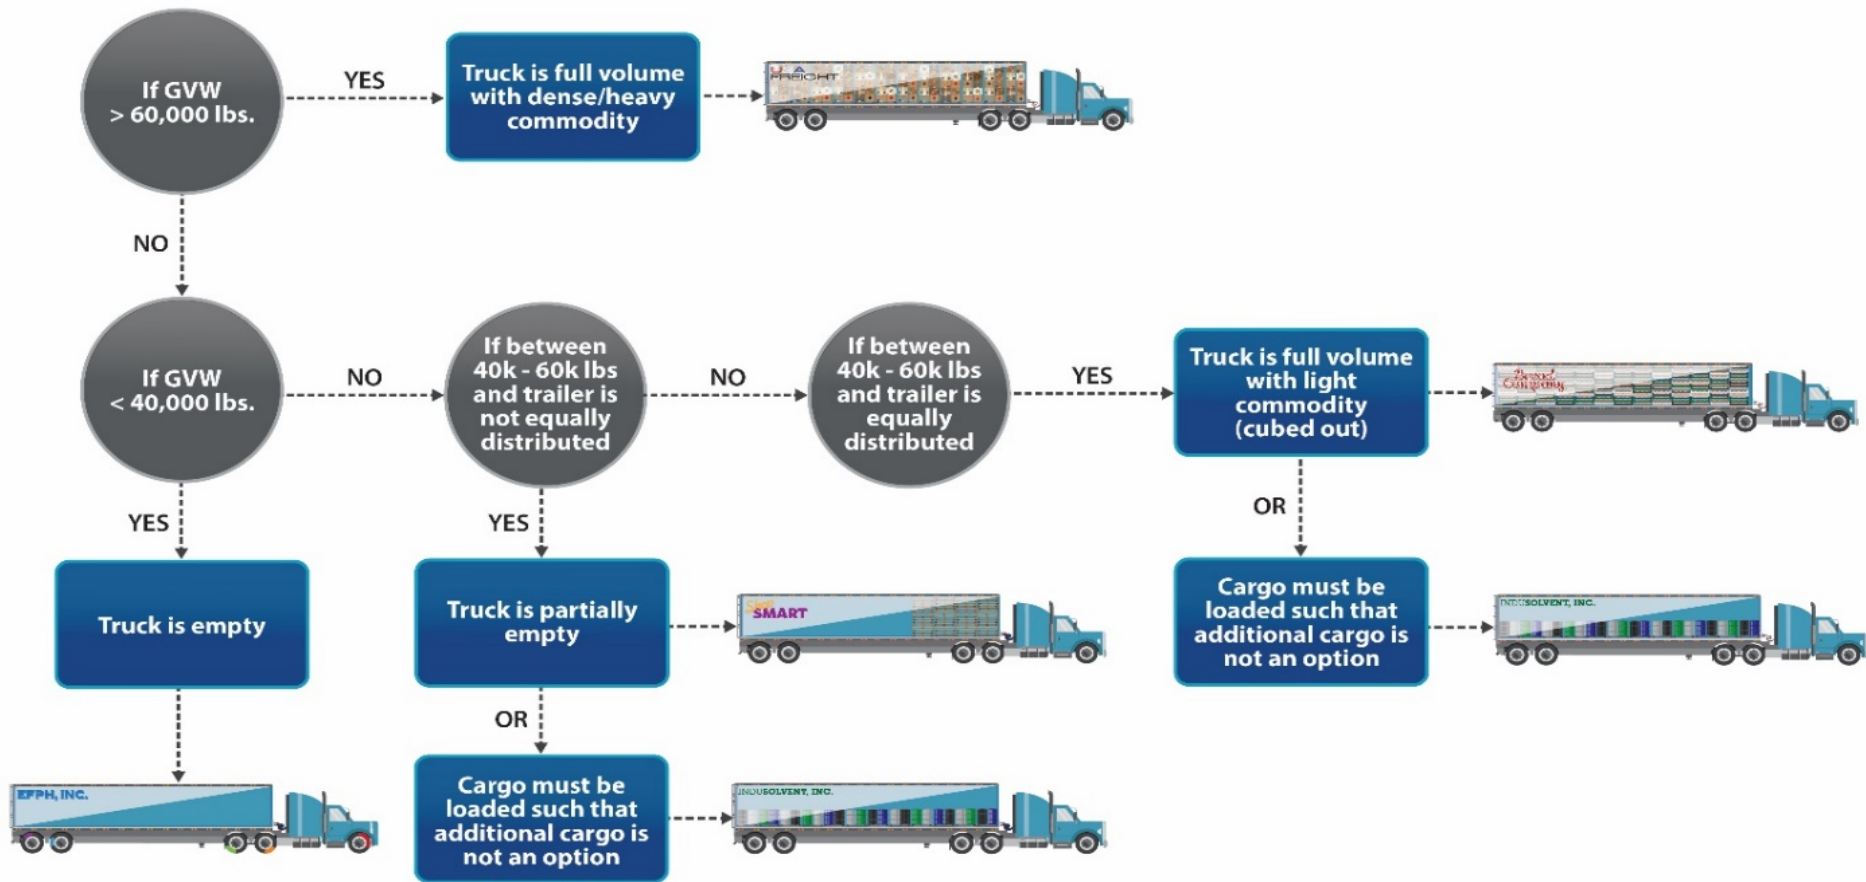 If GVW
> 60,000 lbs.
YES
Truck is full volume
with dense/heavy
commodity
FREIGHT
NO
If GVW
< 40,000 lbs.
NO
If between
40k - 60k lbs
and trailer is
not equally
distributed
NO
If between
40k - 60k lbs
and trailer is
equally
distributed
YES
Truck is full volume
with light
commodity
(cubed out)
Bread
Company
YES
YES
OR
Truck is empty
Truck is partially
empty
SMART
Cargo must be
loaded such that
additional cargo is
not an option
INDUSOLVENT, INC.
OR
EFPH, INC.
Cargo must be
loaded such that
additional cargo is
not an option
INDUSOLVENT, INC.